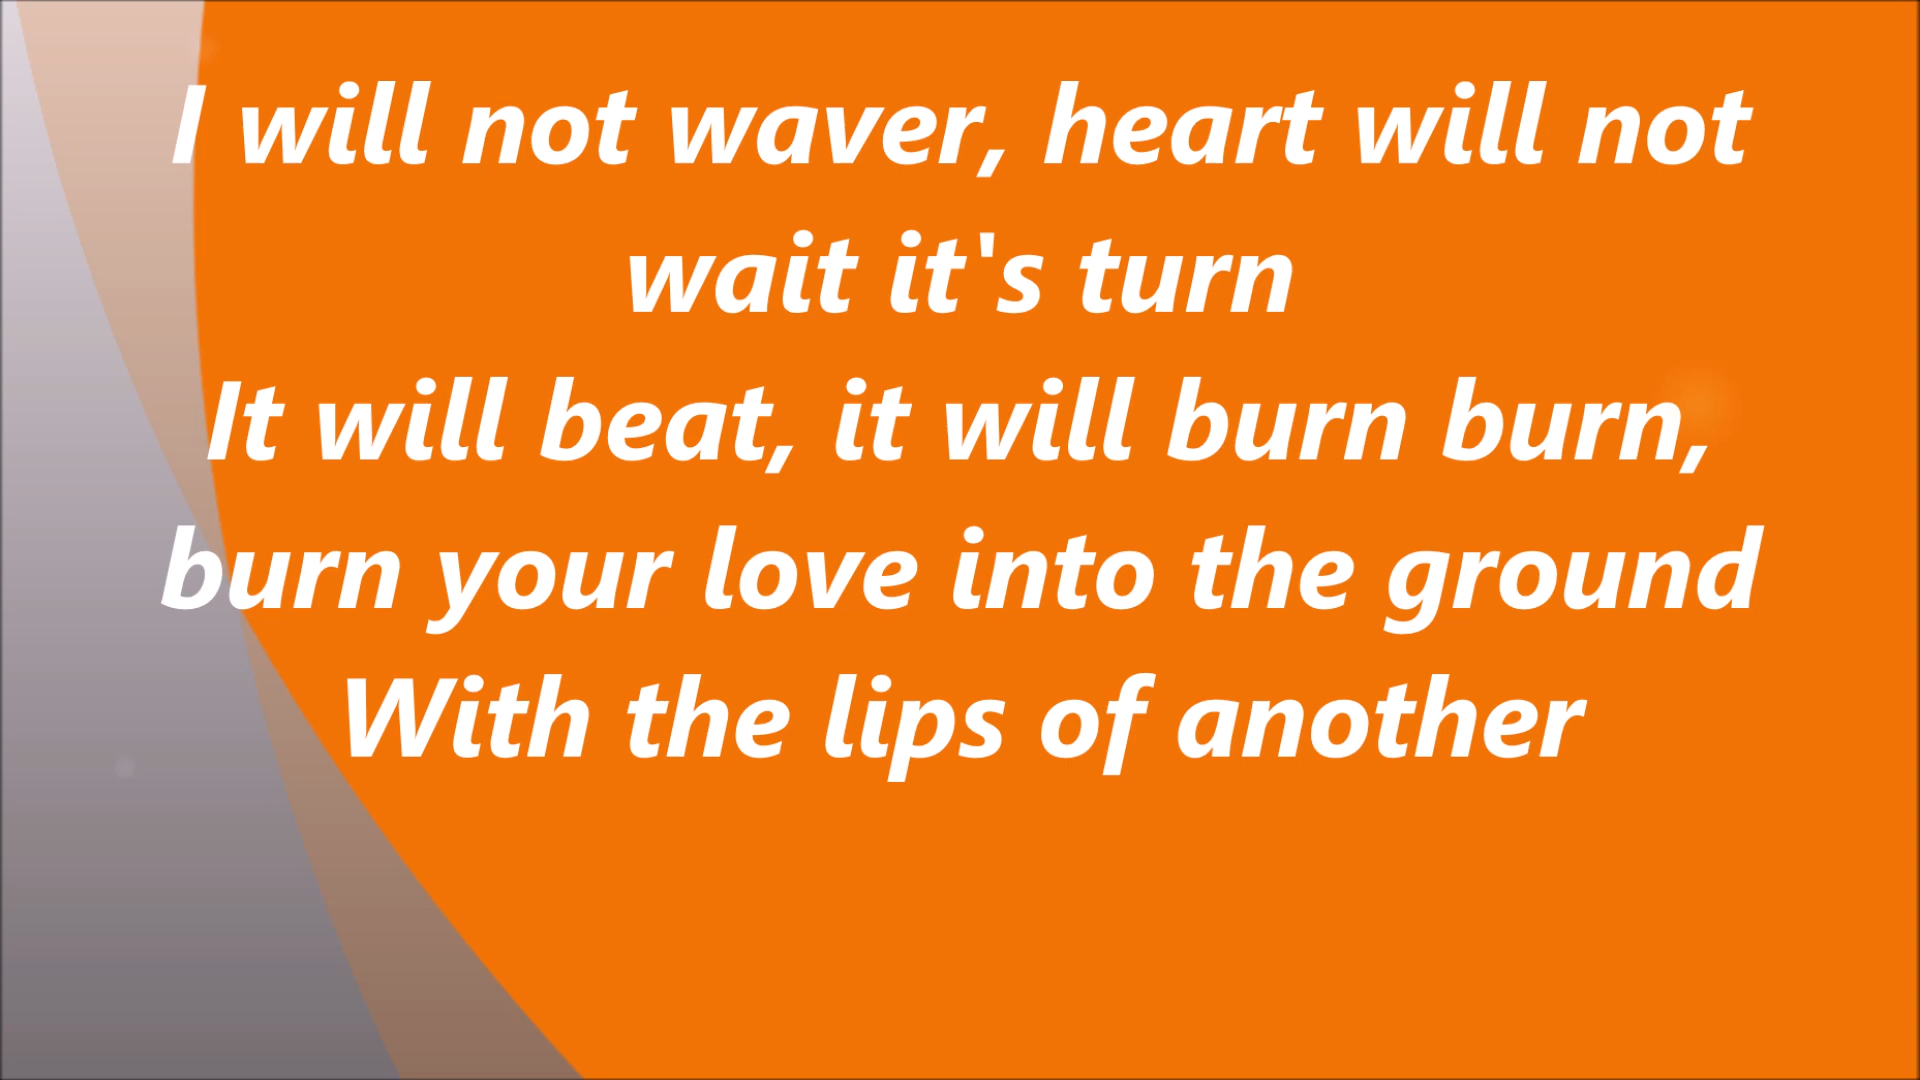 I will not waver, heart will not
wait it's turn
It will beat, it will burn burn,
burn your love into the ground
With the lips of another